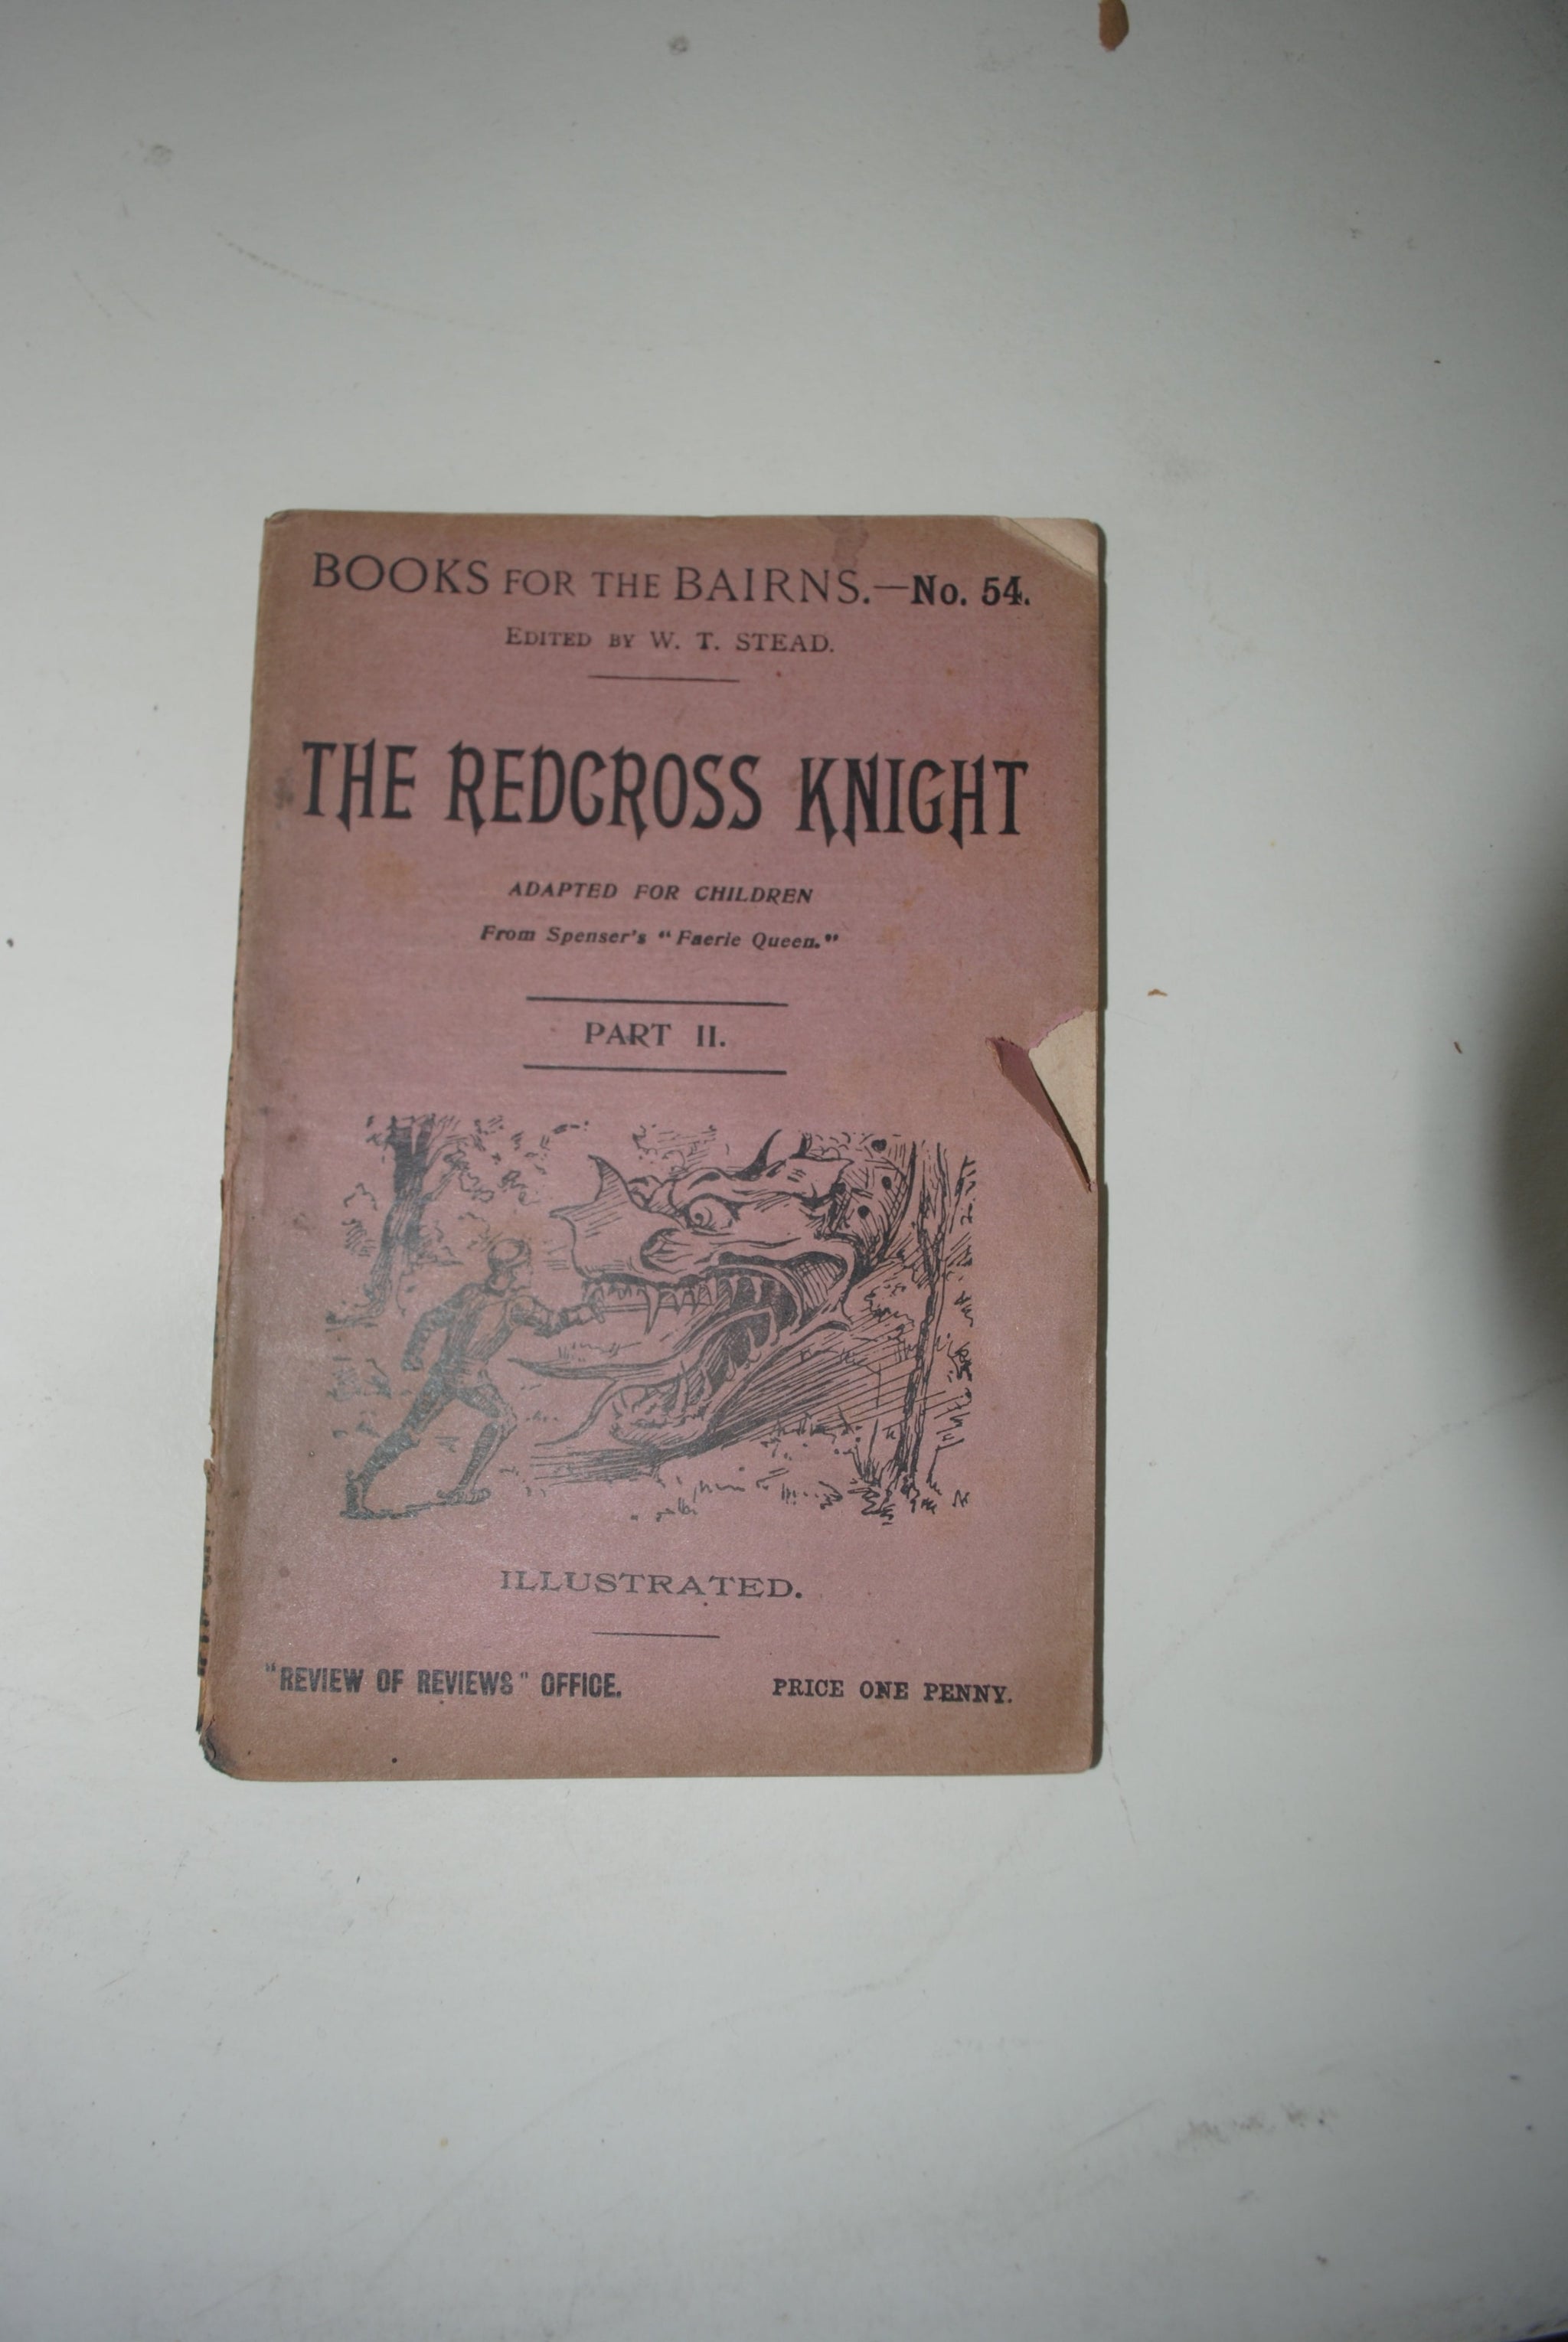 BOOKS FOR THE BAIRNS.—No. 54.
EDITED BY W. T. STEAD.
THE REDCROSS KNIGHT
ADAPTED FOR CHILDREN
From Spenser's "Faerie Queen."
PART II.
ILLUSTRATED.
"REVIEW OF REVIEWS" OFFICE. PRICE ONE PENNY.